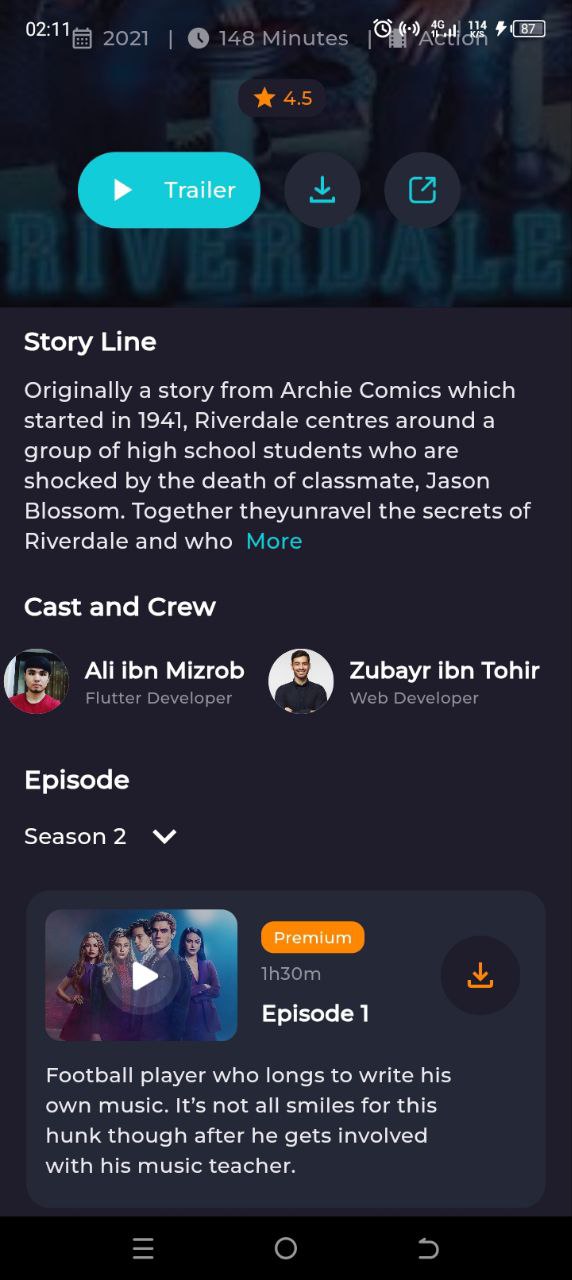 02:11
4G
114
K/S
87
2021 | 148 Minutes | Action
4.5
Trailer
RIVERDALE
Story Line
Originally a story from Archie Comics which
started in 1941, Riverdale centres around a
group of high school students who are
shocked by the death of classmate, Jason
Blossom. Together theyunravel the secrets of
Riverdale and who More
Cast and Crew
Ali ibn Mizrob
Flutter Developer
Zubayr ibn Tohir
Web Developer
Episode
Season 2
Premium
1h30m
Episode 1
Football player who longs to write his
own music. It’s not all smiles for this
hunk though after he gets involved
with his music teacher.